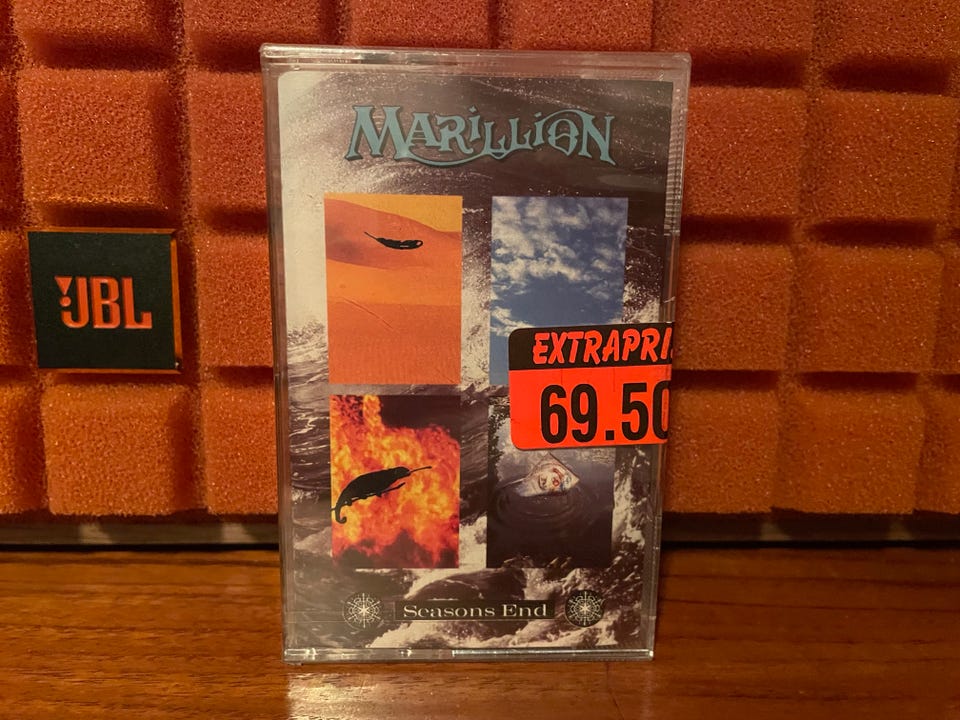 MARILLION
JBL
EXTRAPRI
69.50
Seasons End